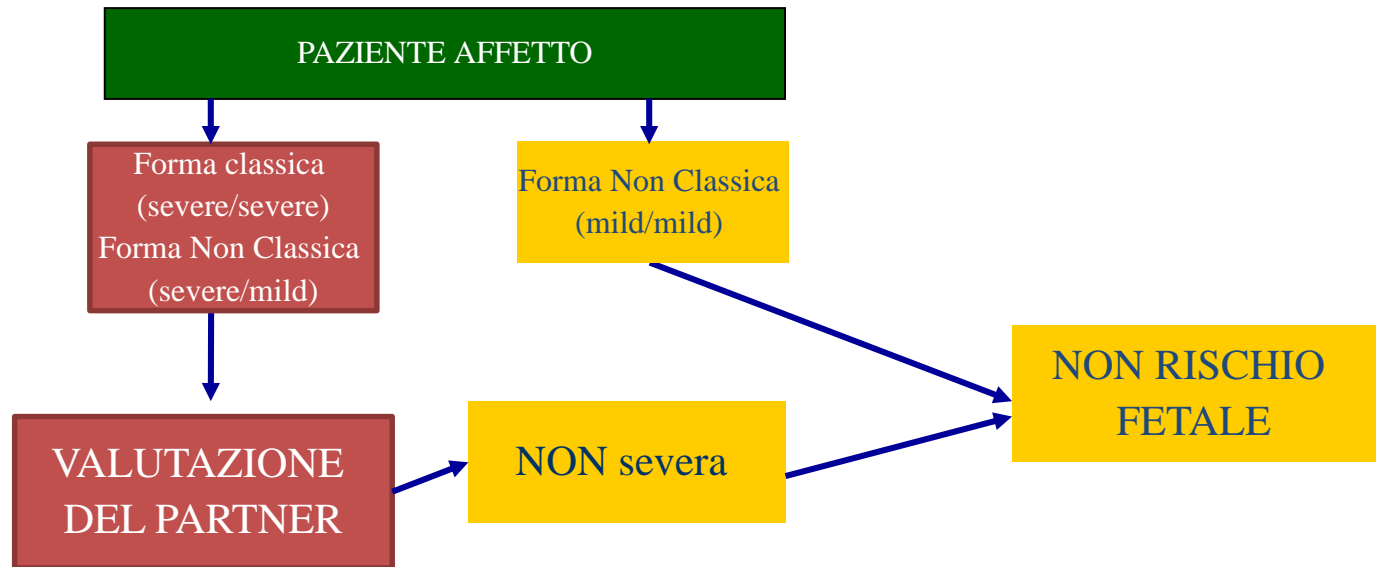 PAZIENTE AFFETTO
Forma classica
(severe/severe)
Forma Non Classica
(severe/mild)
Forma Non Classica
(mild/mild)
VALUTAZIONE
DEL PARTNER
NON severa
NON RISCHIO
FETALE